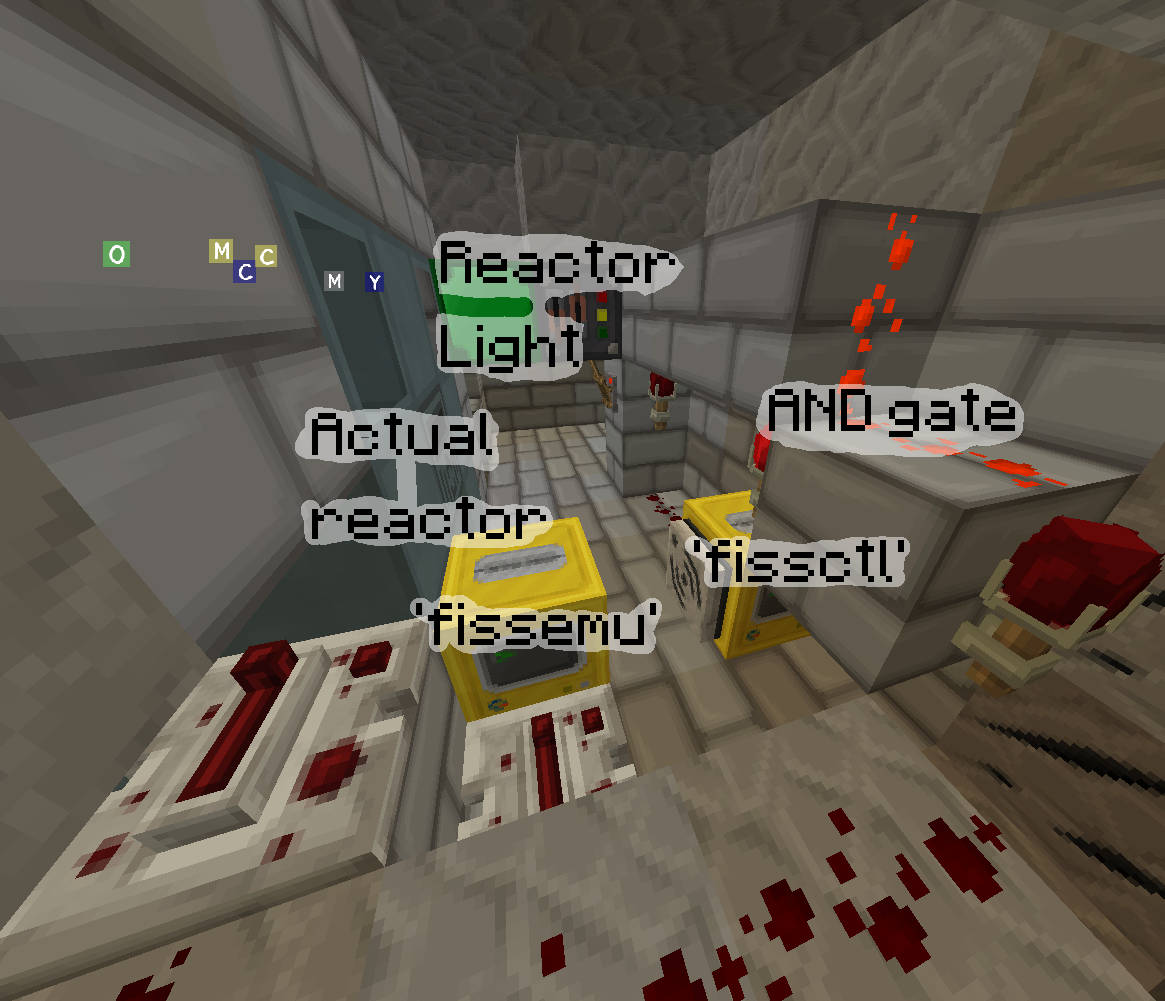 O
M
C
C
M
Y
Reactor
Light
AND gate
Actual
reactor
'fissctl'
'fissemu'